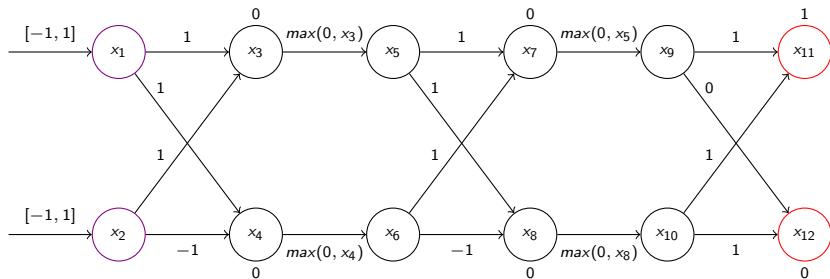 0 0 1
[−1, 1] x1 1 x3 max(0, x3) x5 1 x7 max(0, x5) x9 1 x11
1 1 0
1 1 1
[−1, 1] x2 −1 x4 max(0, x4) x6 −1 x8 max(0, x8) x10 1 x12
0 0 0